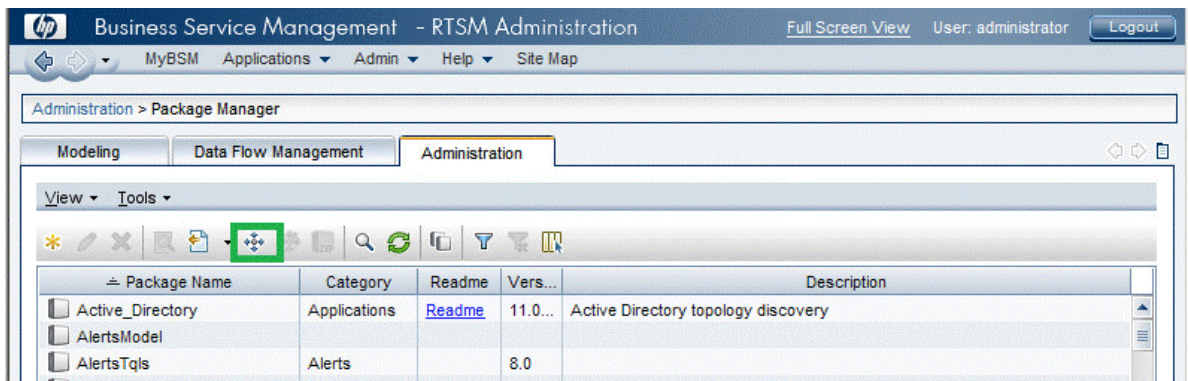 hp Business Service Management - RTSM Administration Full Screen View User: administrator Logout
MyBSM Applications Admin Help Site Map
Administration > Package Manager
Modeling Data Flow Management Administration
View Tools
Package Name Category Readme Vers... Description
Active_Directory Applications Readme 11.0... Active Directory topology discovery
AlertsModel
AlertsTqls Alerts 8.0